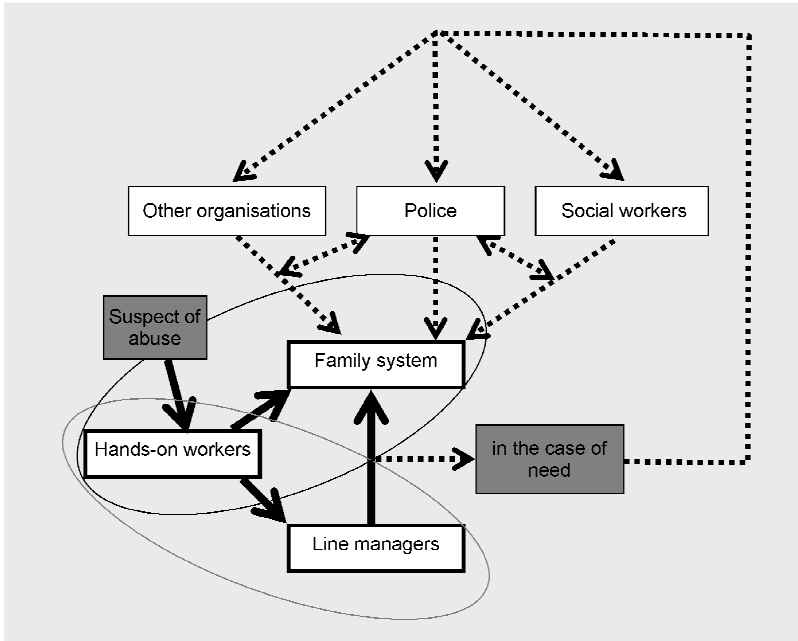 Other organisations
Police
Social workers
Suspect of
abuse
Family system
Hands-on workers
in the case of
need
Line managers